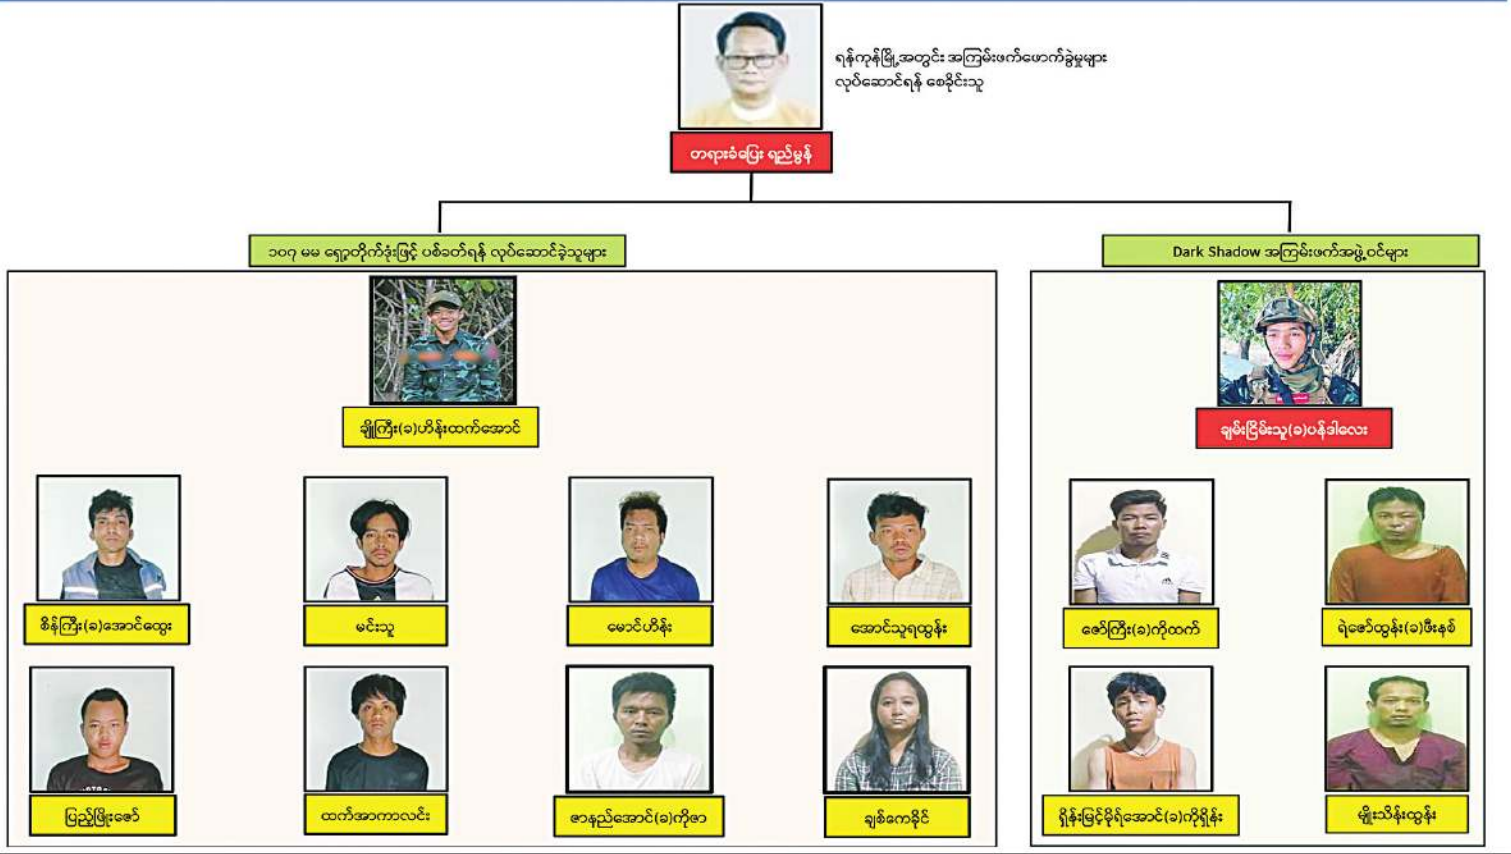 ရန်ကုန်မြို့အတွင်း အကြမ်းဖက်ဖောက်ခွဲမှုများ
လုပ်ဆောင်ရန် စေခိုင်းသူ
တရားခံပြေး ရည်မွန်
၁၀၇ မမ ရှော့တိုက်ဒုံးဖြင့် ပစ်ခတ်ရန် လုပ်ဆောင်ခဲ့သူများ
Dark Shadow အကြမ်းဖက်အဖွဲ့ဝင်များ
ချိုကြီး(ခ)ဟိန်းထက်အောင်
ချမ်းငြိမ်းသူ(ခ)ပန်ဒါလေး
စိန်ကြီး(ခ)အောင်ထွေး
မင်းသူ
မောင်ဟိန်း
အောင်သူရထွန်း
ဇော်ကြီး(ခ)ကိုထက်
ရဲဇော်ထွန်း(ခ)ဖီးနစ်
ပြည့်ဖြိုးဇော်
ထက်အာကာလင်း
ဇာနည်အောင်(ခ)ကိုဇာ
ချစ်ကေခိုင်
ရှိန်းမြင့်မိုရ်အောင်(ခ)ကိုရှိန်း
မျိုးသိန်းထွန်း